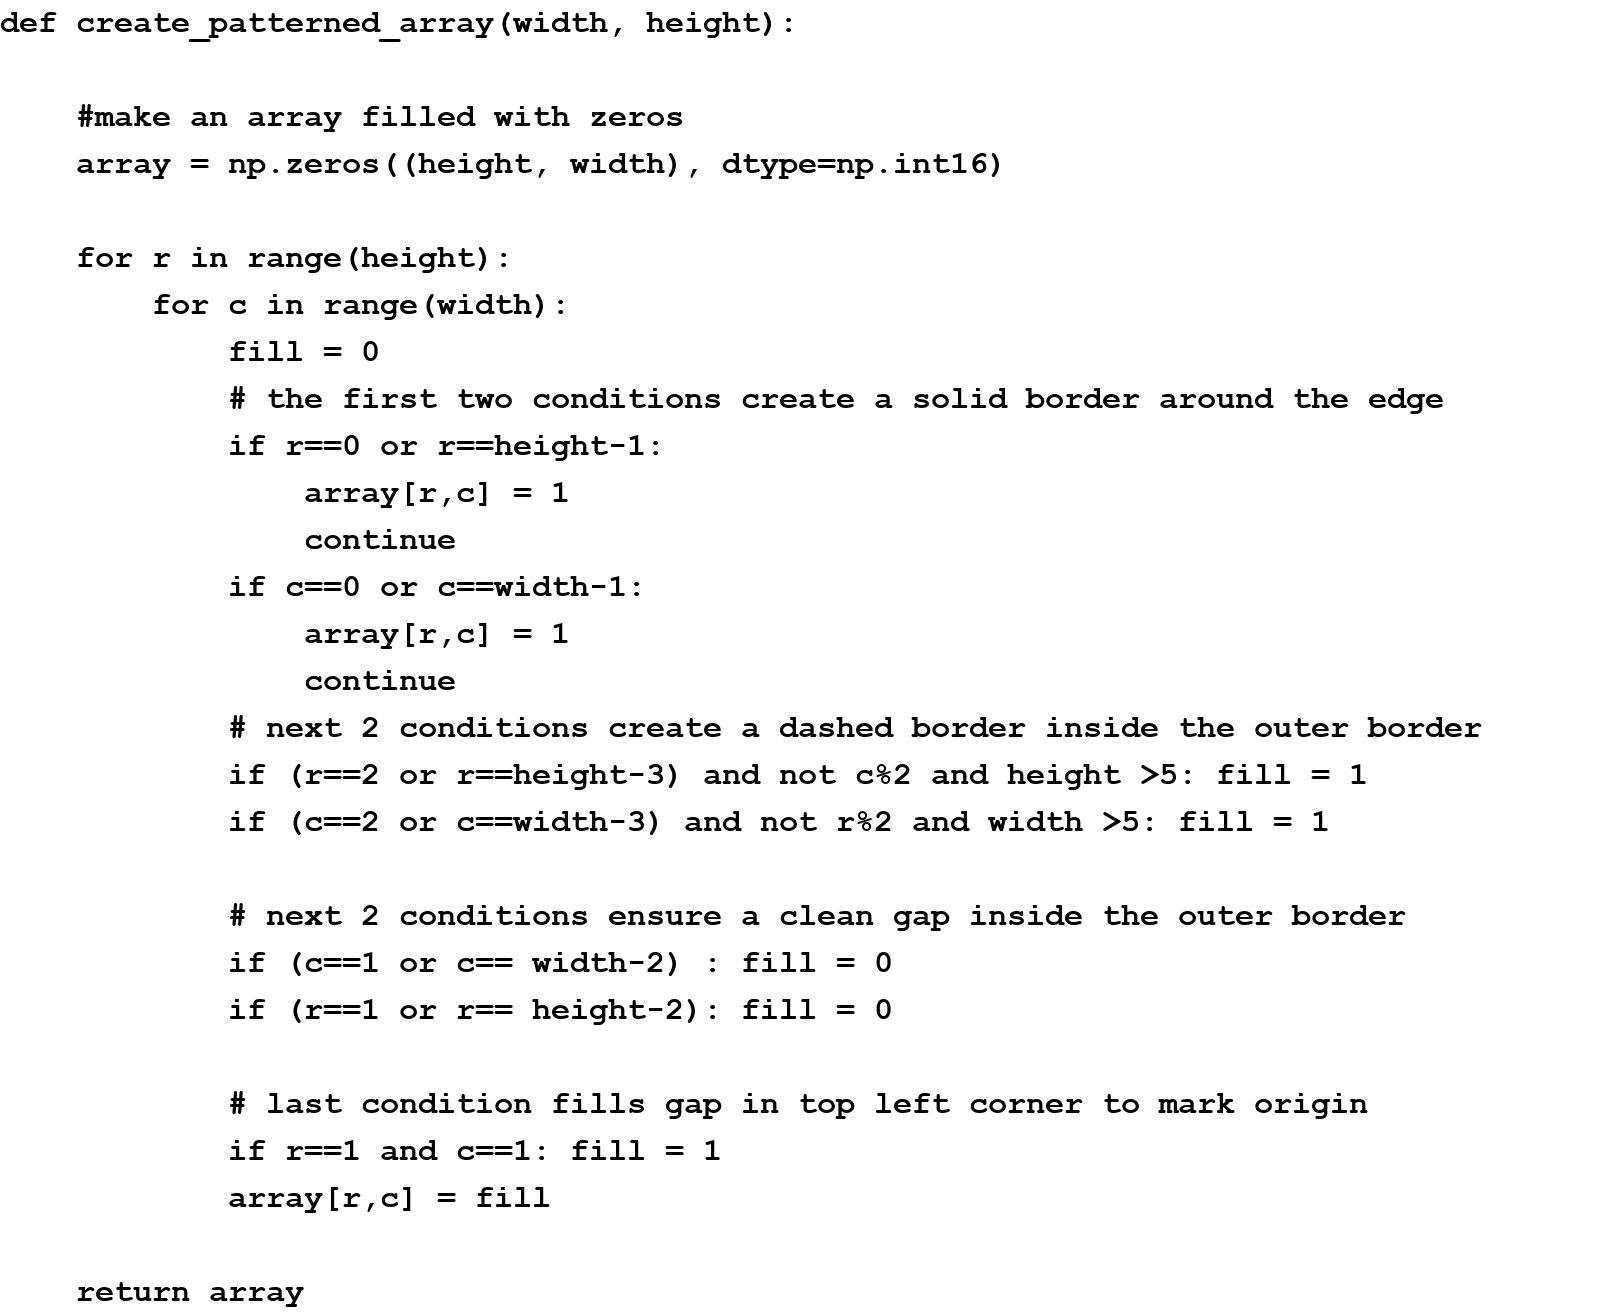 def create_patterned_array(width, height):
    #make an array filled with zeros
    array = np.zeros((height, width), dtype=np.int16)
    for r in range(height):
        for c in range(width):
            fill = 0
            # the first two conditions create a solid border around the edge
            if r==0 or r==height-1:
                array[r,c] = 1
                continue
            if c==0 or c==width-1:
                array[r,c] = 1
                continue
            # next 2 conditions create a dashed border inside the outer border
            if (r==2 or r==height-3) and not c%2 and height >5: fill = 1
            if (c==2 or c==width-3) and not r%2 and width >5: fill = 1
            # next 2 conditions ensure a clean gap inside the outer border
            if (c==1 or c== width-2) : fill = 0
            if (r==1 or r== height-2): fill = 0
            # last condition fills gap in top left corner to mark origin
            if r==1 and c==1: fill = 1
            array[r,c] = fill
    return array